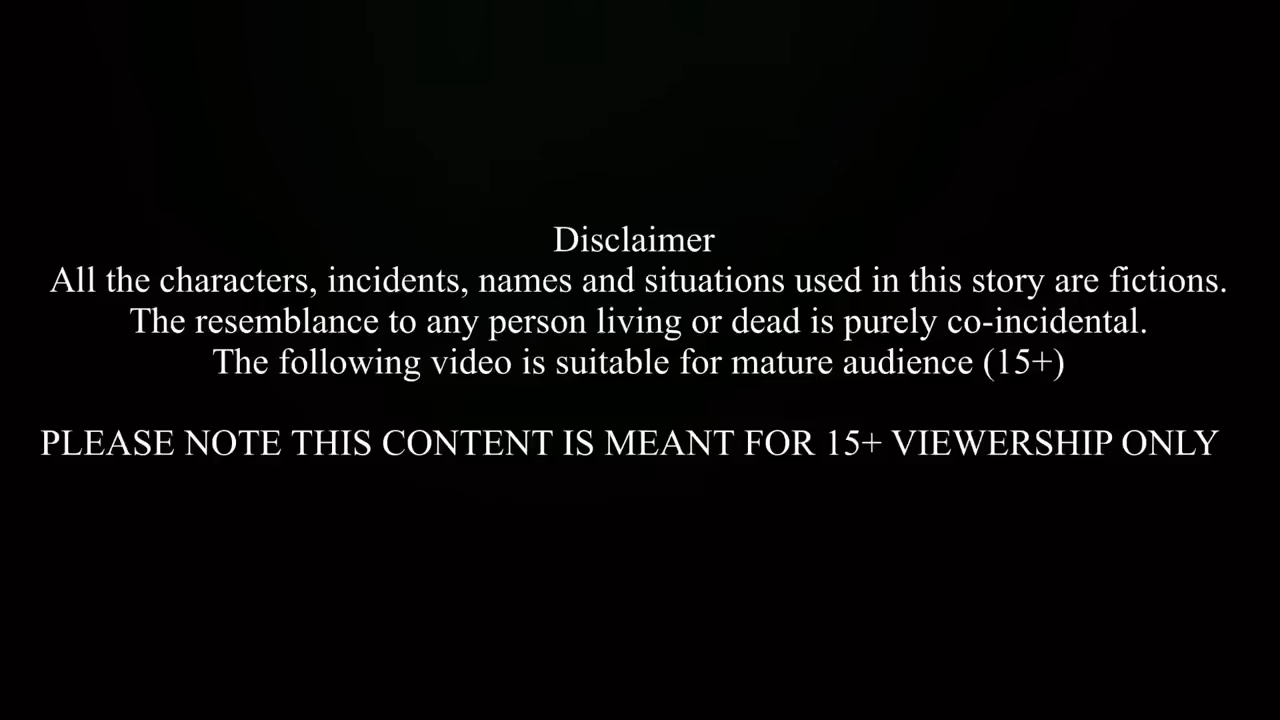 Disclaimer
All the characters, incidents, names and situations used in this story are fictions.
The resemblance to any person living or dead is purely co-incidental.
The following video is suitable for mature audience (15+)
PLEASE NOTE THIS CONTENT IS MEANT FOR 15+ VIEWERSHIP ONLY